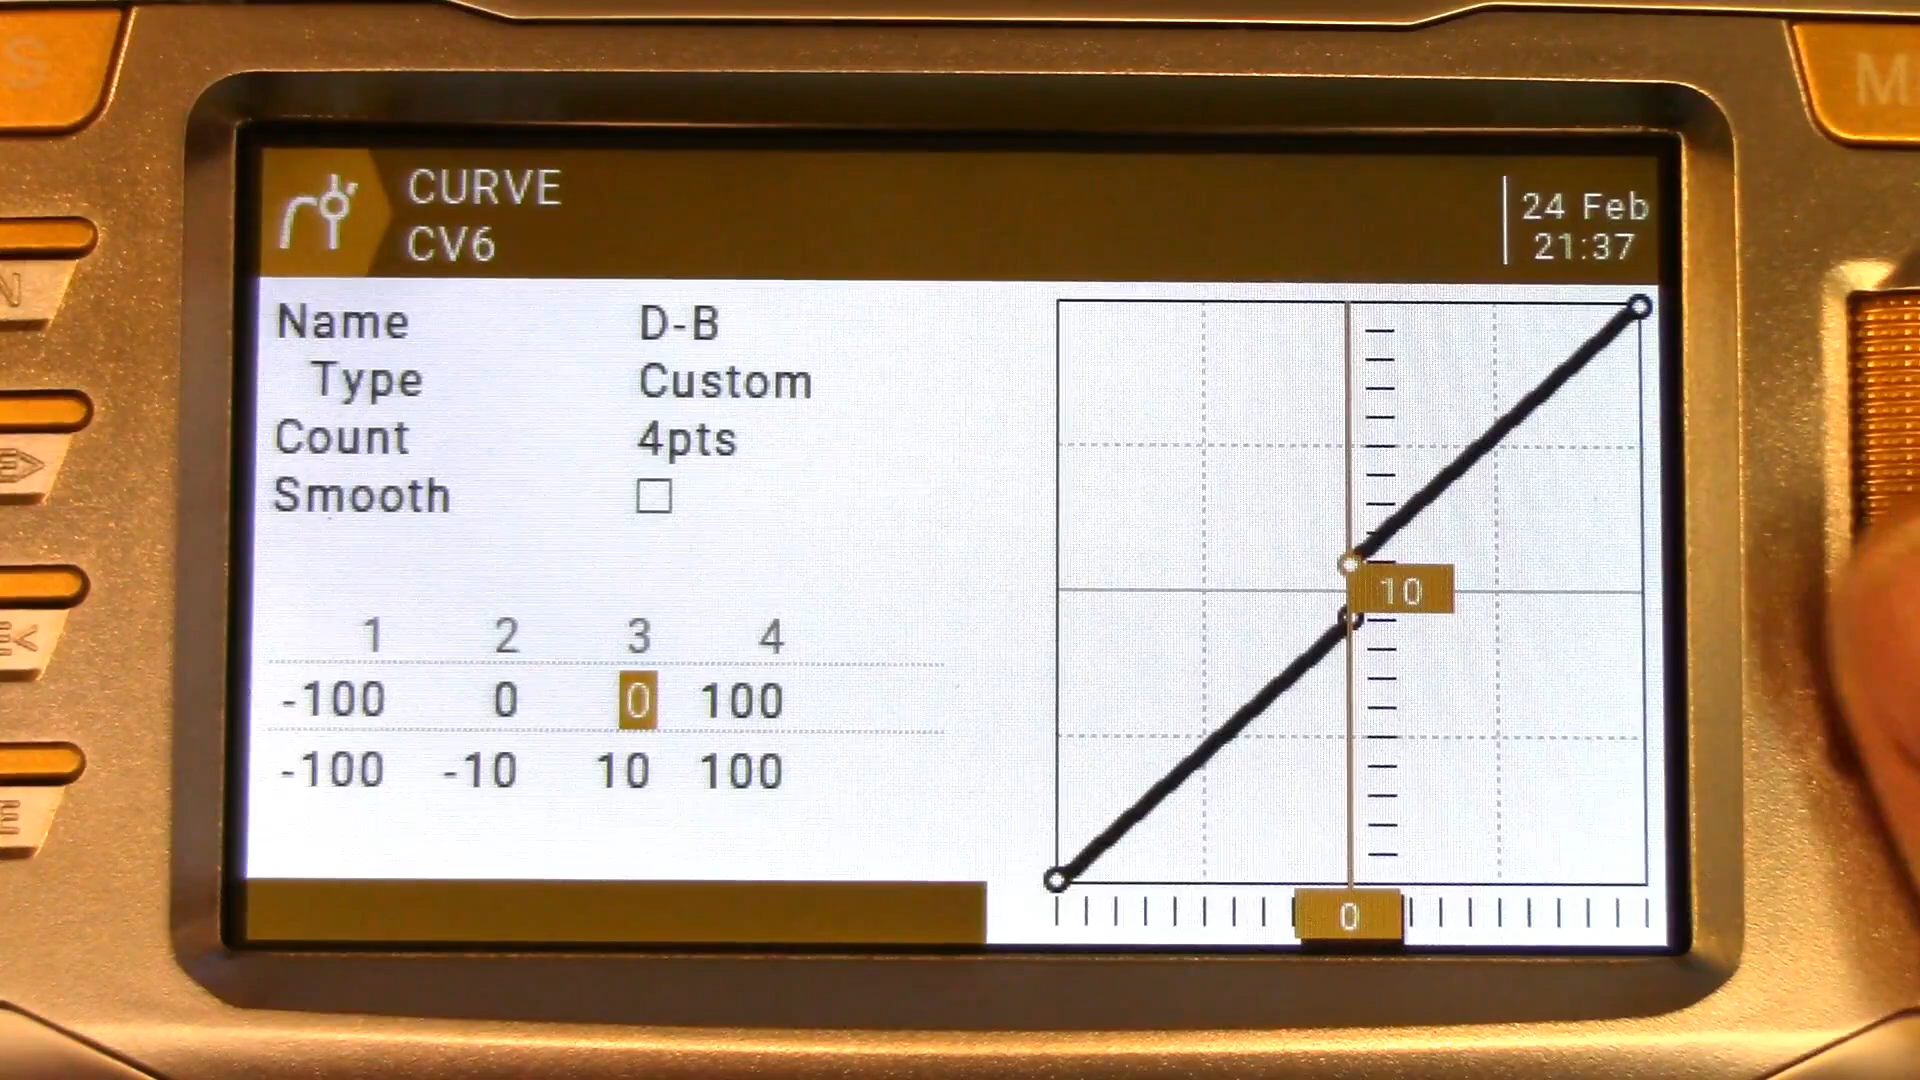 S
M
CURVE
CV6
24 Feb
21:37
Name D-B
Type Custom
Count 4pts
Smooth
1 2 3 4
-100 0 0 100
-100 -10 10 100
10
0